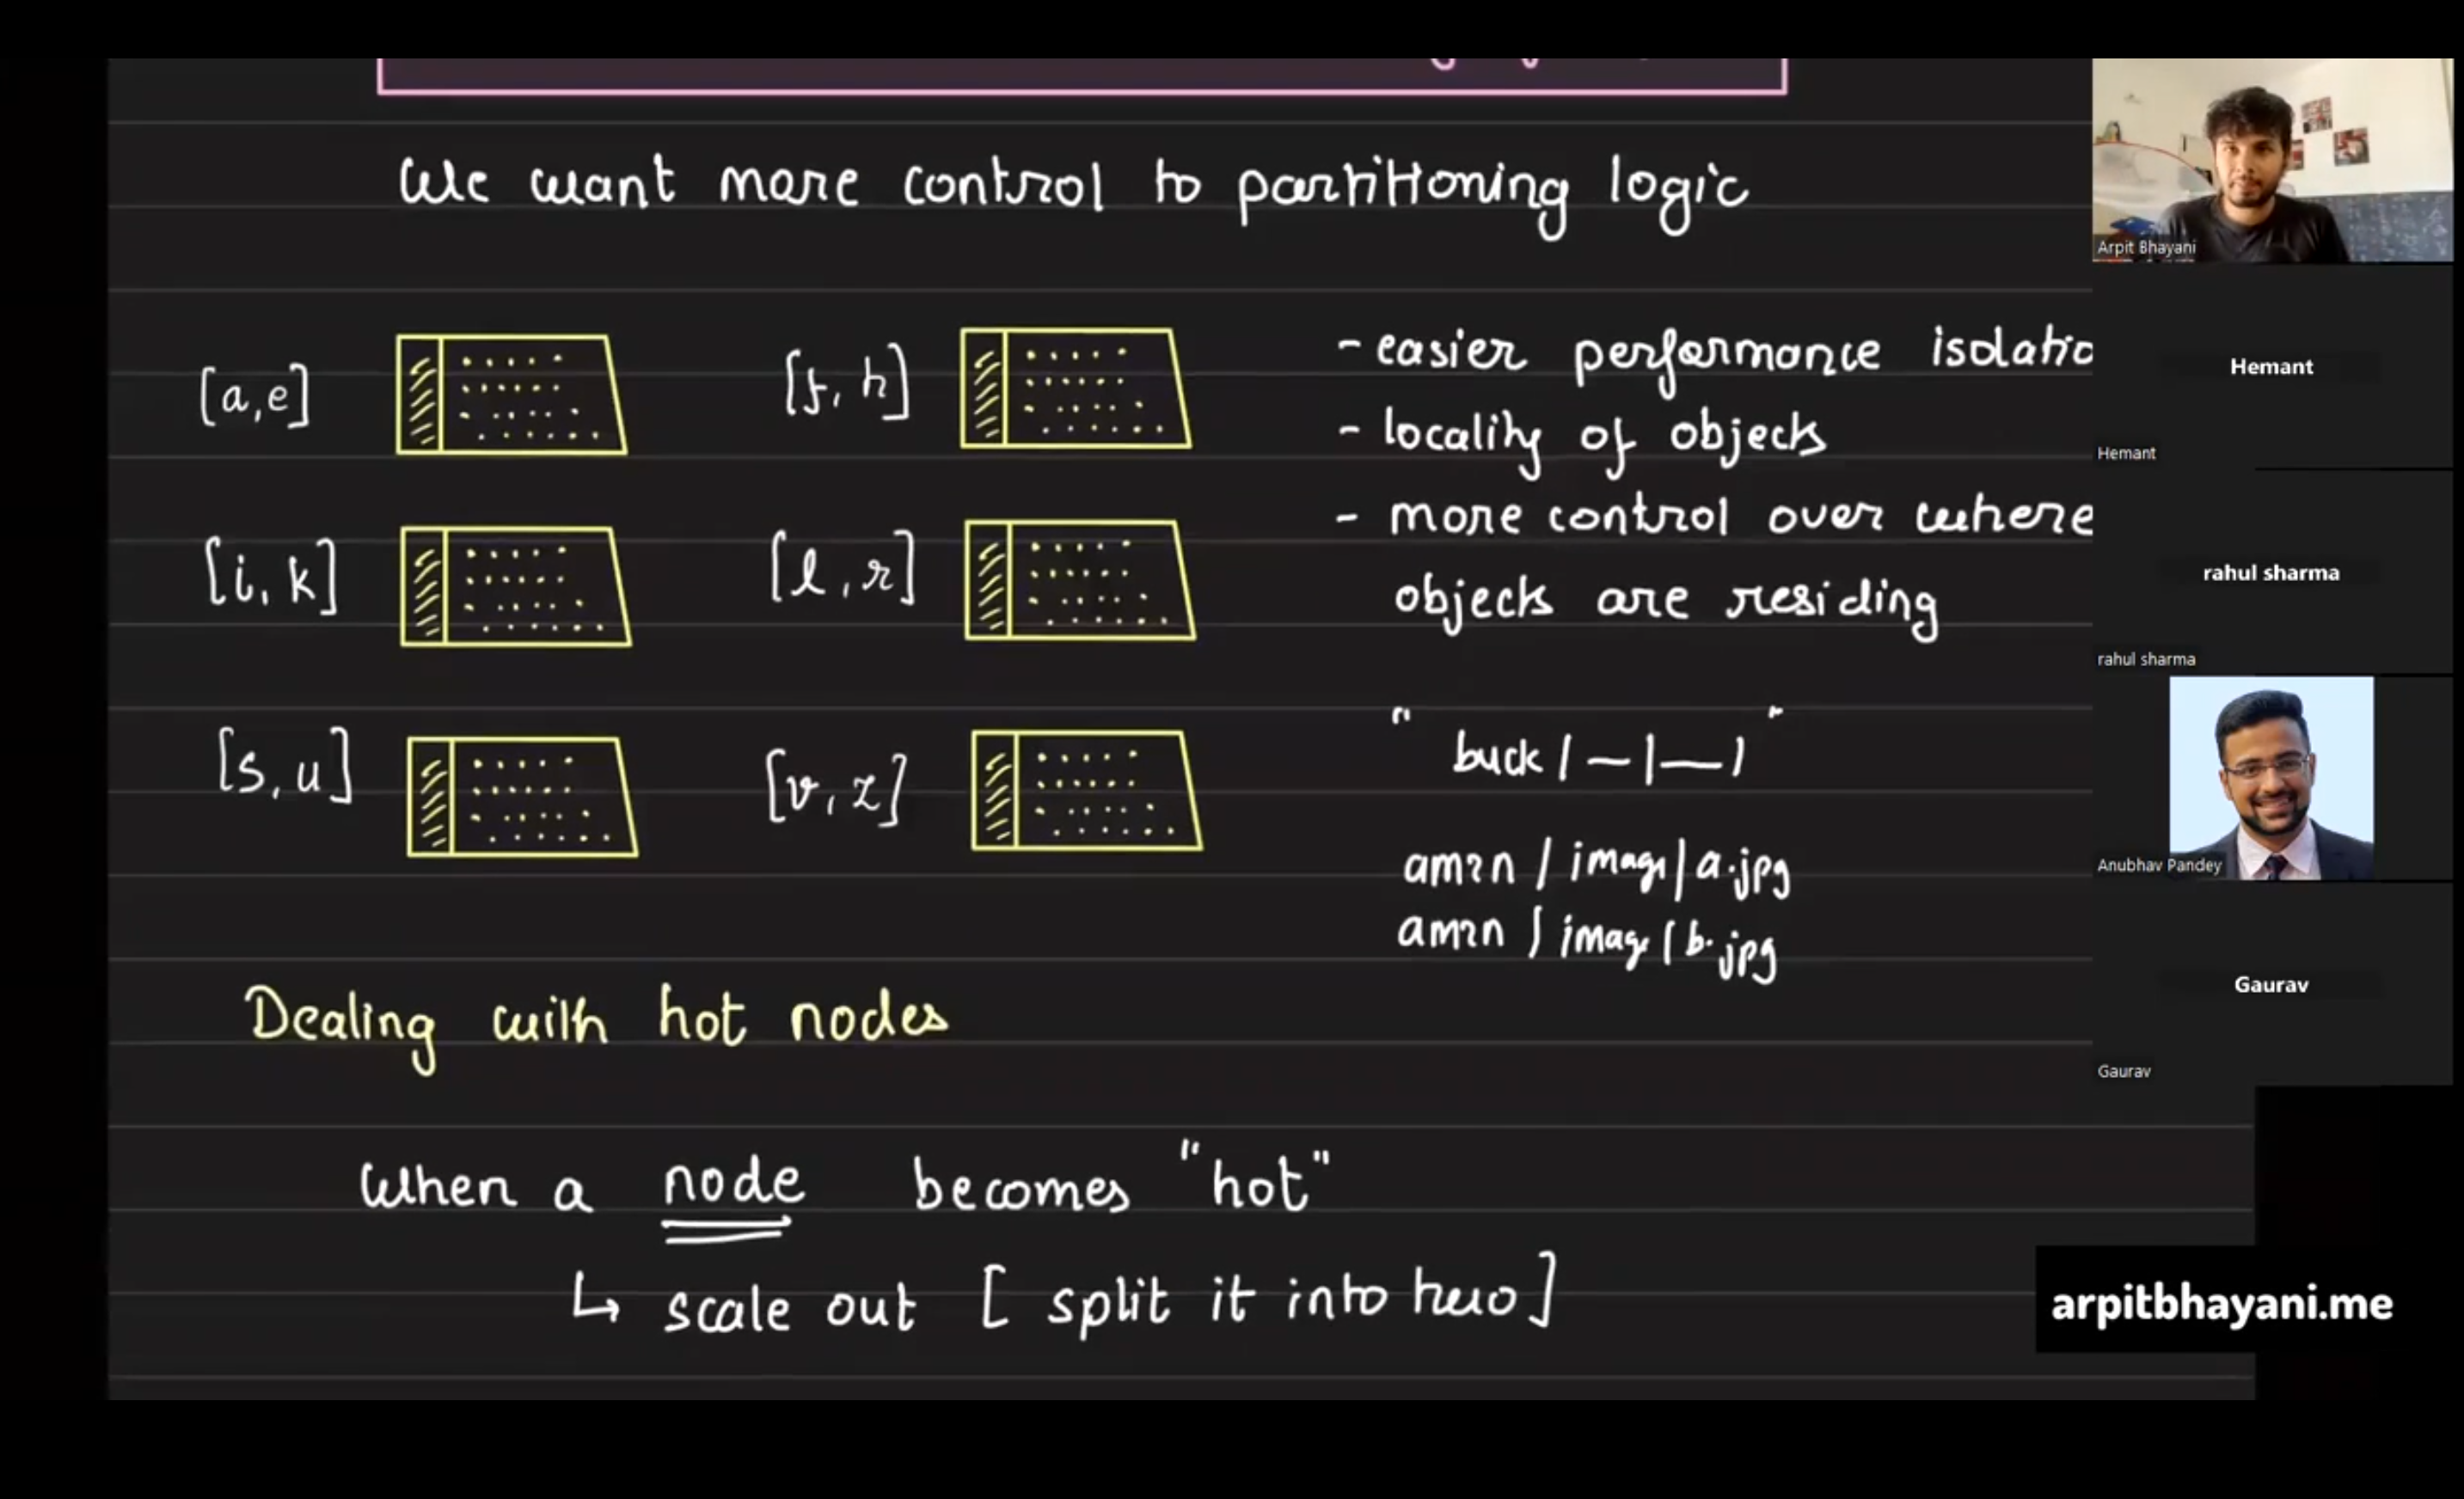 We want more control to partitioning logic
[a,e]
[f, h]
[i, k]
[l, r]
[s, u]
[v, z]
- easier performance isolatio
- locality of objects
- more control over where
objects are residing
" buck / — | — / "
amzn / imags / a.jpg
amzn / imags / b.jpg
Dealing with hot nodes
When a node becomes "hot"
↳ scale out [ split it into two ]
Arpit Bhayani
Hemant
Hemant
rahul sharma
rahul sharma
Anubhav Pandey
Gaurav
Gaurav
arpitbhayani.me